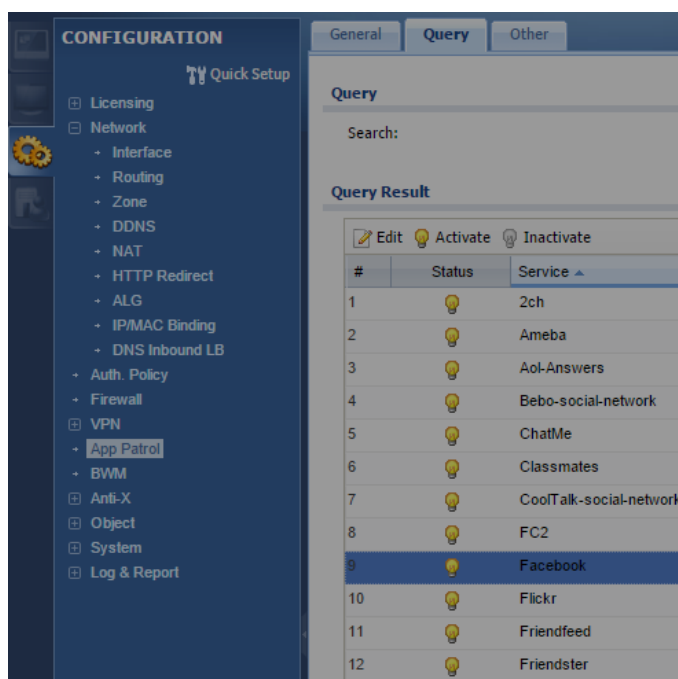 CONFIGURATION
Quick Setup
Licensing
Network
Interface
Routing
Zone
DDNS
NAT
HTTP Redirect
ALG
IP/MAC Binding
DNS Inbound LB
Auth. Policy
Firewall
VPN
App Patrol
BWM
Anti-X
Object
System
Log & Report
General Query Other
Query
Search:
Query Result
Edit Activate Inactivate
# Status Service
1 2ch
2 Ameba
3 Aol-Answers
4 Bebo-social-network
5 ChatMe
6 Classmates
7 CoolTalk-social-network
8 FC2
9 Facebook
10 Flickr
11 Friendfeed
12 Friendster